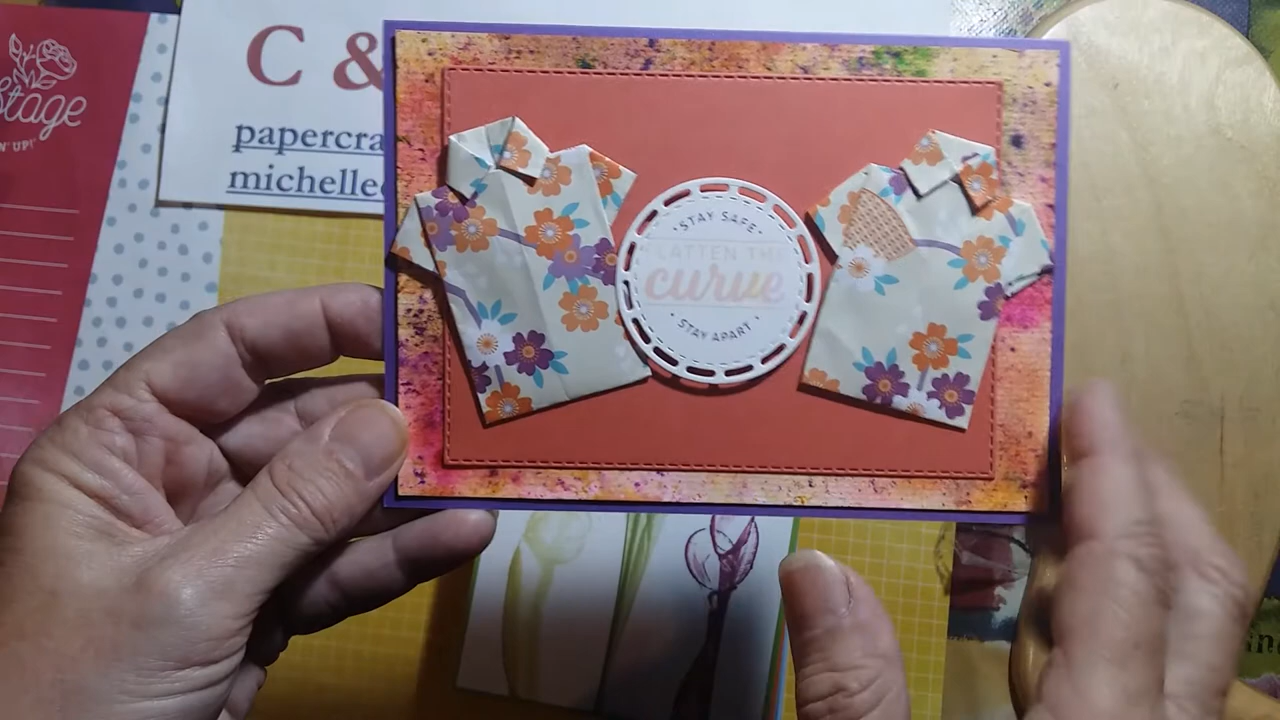 Stage
N' UP!
C &
papercra
michelle
• STAY SAFE •
FLATTEN THE
curve
• STAY APART •